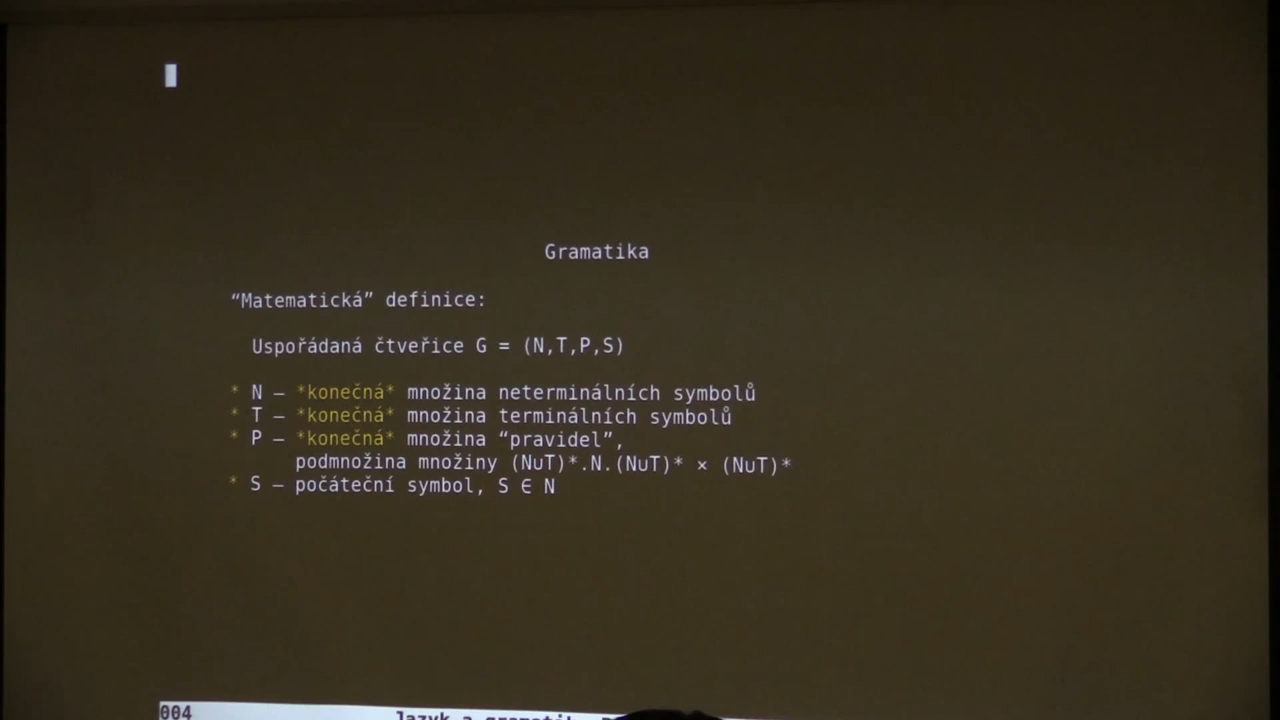 Gramatika
“Matematická” definice:
Uspořádaná čtveřice G = (N,T,P,S)
* N – *konečná* množina neterminálních symbolů
* T – *konečná* množina terminálních symbolů
* P – *konečná* množina “pravidel”,
podmnožina množiny (N∪T)*.N.(N∪T)* × (N∪T)*
* S – počáteční symbol, S ∈ N
004 Jazyk a